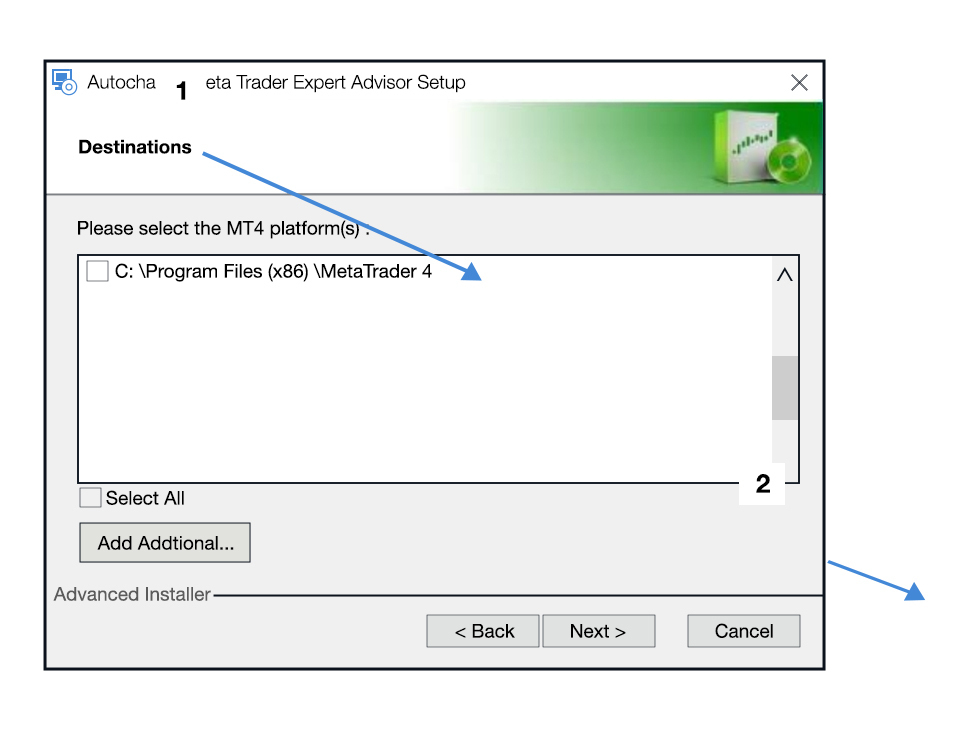 Autocha 1 eta Trader Expert Advisor Setup
Destinations
Please select the MT4 platform(s) :
C: \Program Files (x86) \MetaTrader 4
2
Select All
Add Addtional...
Advanced Installer
< Back Next > Cancel